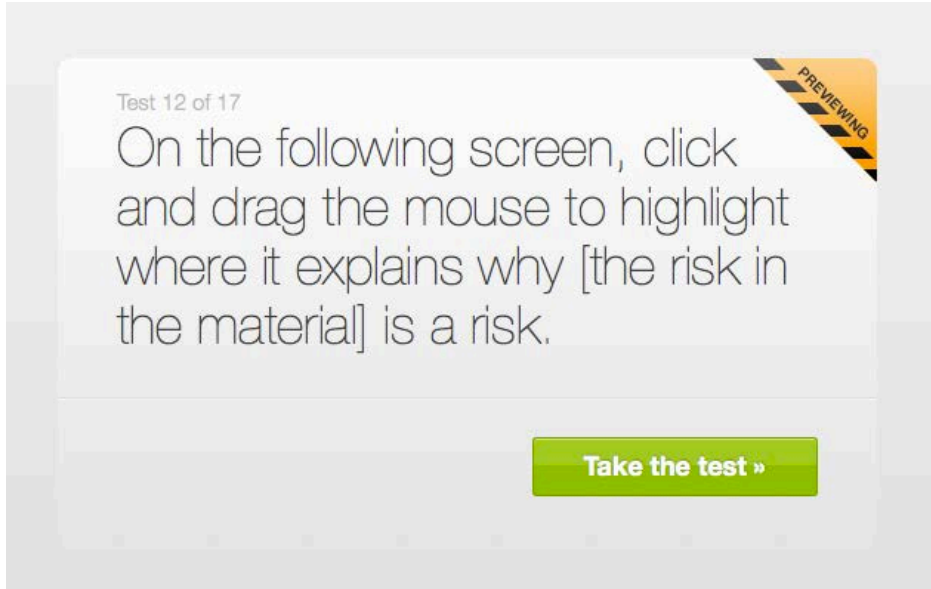 Test 12 of 17
PREVIEWING
On the following screen, click
and drag the mouse to highlight
where it explains why [the risk in
the material] is a risk.
Take the test »